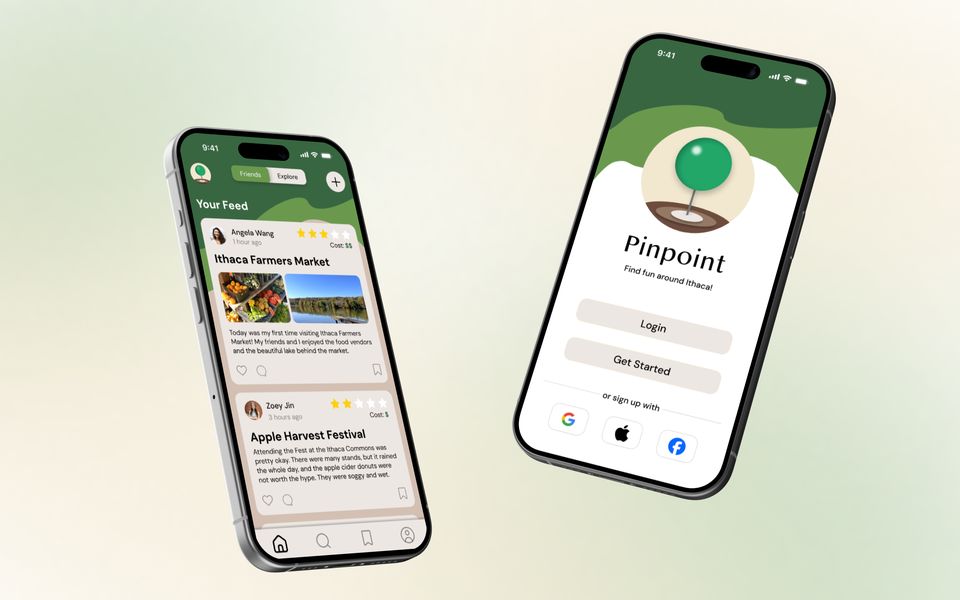 9:41
Friends
Explore
Your Feed
Angela Wang
1 hour ago
Cost: $$
Ithaca Farmers Market
Today was my first time visiting Ithaca Farmers
Market! My friends and I enjoyed the food vendors
and the beautiful lake behind the market.
Zoey Jin
3 hours ago
Cost: $
Apple Harvest Festival
Attending the Fest at the Ithaca Commons was
pretty okay. There were many stands, but it rained
the whole day, and the apple cider donuts were
not worth the hype. They were soggy and wet.
9:41
Pinpoint
Find fun around Ithaca!
Login
Get Started
or sign up with